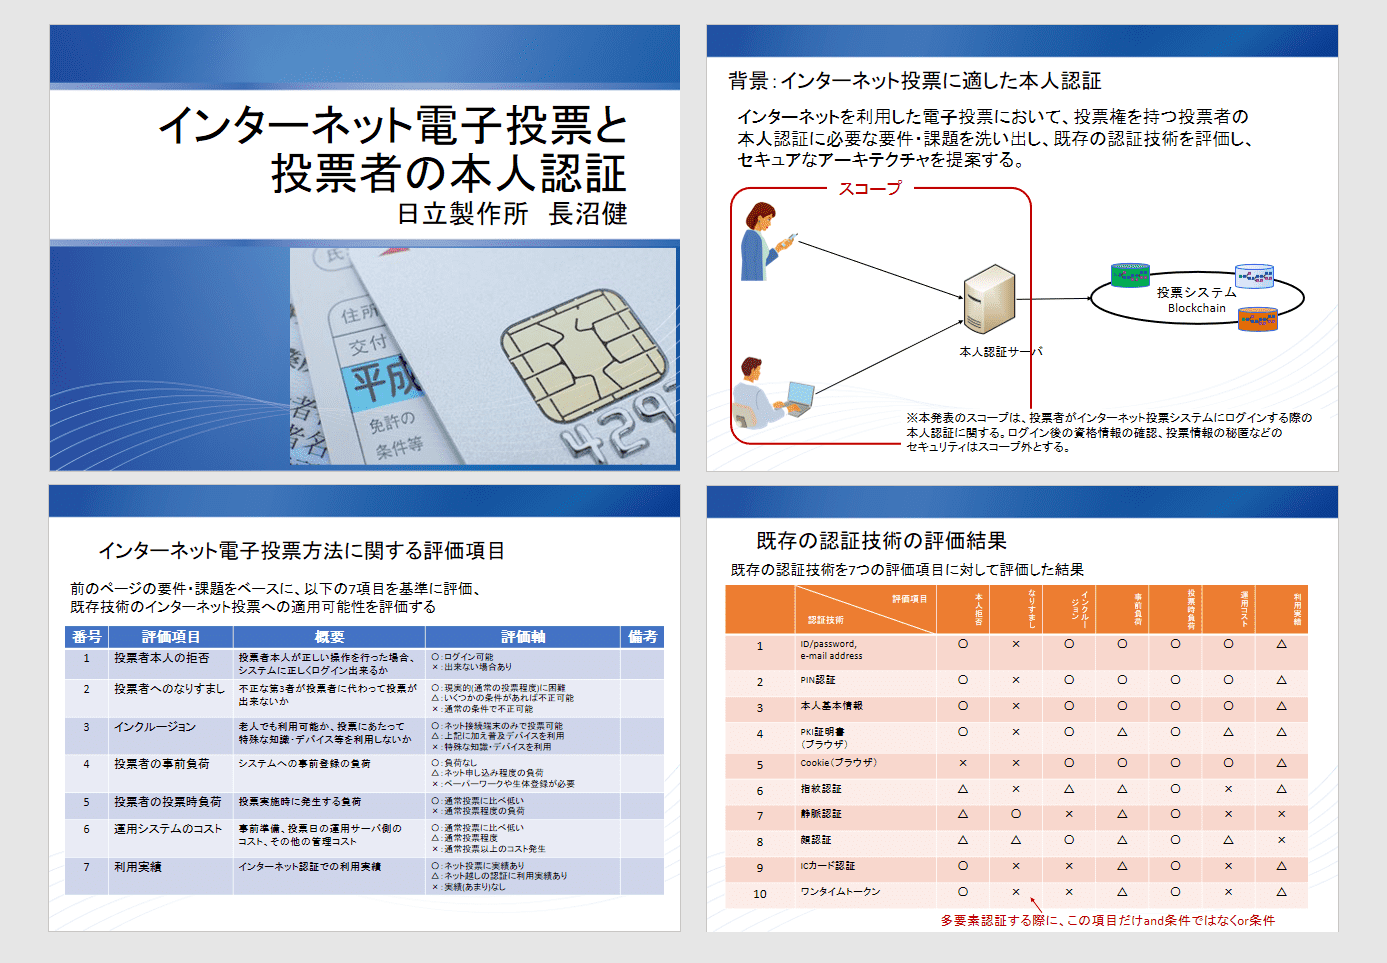 インターネット電子投票と
投票者の本人認証
日立製作所　長沼健
住所
交付
平成
免許の
条件等
背景：インターネット投票に適した本人認証
インターネットを利用した電子投票において、投票権を持つ投票者の
本人認証に必要な要件・課題を洗い出し、既存の認証技術を評価し、
セキュアなアーキテクチャを提案する。
スコープ
投票システム
Blockchain
本人認証サーバ
※本発表のスコープは、投票者がインターネット投票システムにログインする際の
本人認証に関する。ログイン後の資格情報の確認、投票情報の秘匿などの
セキュリティはスコープ外とする。
インターネット電子投票方法に関する評価項目
前のページの要件・課題をベースに、以下の7項目を基準に評価、
既存技術のインターネット投票への適用可能性を評価する
番号 評価項目 概要 評価軸 備考
1 投票者本人の拒否 投票者本人が正しい操作を行った場合、 〇：ログイン可能
システムに正しくログイン出来るか ×：出来ない場合あり
2 投票者へのなりすまし 不正な第3者が投票者に代わって投票が 〇：現実的(通常の投票程度)に困難
出来ないか △：いくつかの条件があれば不正可能
×：通常の条件で不正可能
3 インクルージョン 老人でも利用可能か、投票にあたって 〇：ネット接続端末のみで投票可能
特殊な知識・デバイス等を利用しないか △：上記に加え普及デバイスを利用
×：特殊な知識・デバイスを利用
4 投票者の事前負荷 システムへの事前登録の負荷 〇：負荷なし
△：ネット申し込み程度の負荷
×：ペーパーワークや生体登録が必要
5 投票者の投票時負荷 投票実施時に発生する負荷 〇：通常投票に比べ低い
×：通常投票程度の負荷
6 運用システムのコスト 事前準備、投票日の運用サーバ側の 〇：通常投票に比べ低い
コスト、その他の管理コスト △：通常投票程度
×：通常投票以上のコスト発生
7 利用実績 インターネット認証での利用実績 〇：ネット投票に実績あり
△：ネット越しの認証に利用実績あり
×：実績(あまり)なし
既存の認証技術の評価結果
既存の認証技術を7つの評価項目に対して評価した結果
評価項目
認証技術
本人拒否
なりすまし
インクルージョン
事前負荷
投票時負荷
運用コスト
利用実績
1 ID/password, 〇 × 〇 〇 〇 〇 △
e-mail address
2 PIN認証 〇 × 〇 〇 〇 〇 △
3 本人基本情報 〇 × 〇 〇 〇 〇 △
4 PKI証明書 〇 × 〇 △ 〇 △ △
（ブラウザ）
5 Cookie（ブラウザ） × × 〇 〇 〇 〇 △
6 指紋認証 △ × △ △ 〇 × △
7 静脈認証 △ 〇 × △ 〇 × ×
8 顔認証 △ △ 〇 △ 〇 △ ×
9 ICカード認証 〇 × × △ 〇 × △
10 ワンタイムトークン 〇 × × △ 〇 × △
多要素認証する際に、この項目だけand条件ではなくor条件